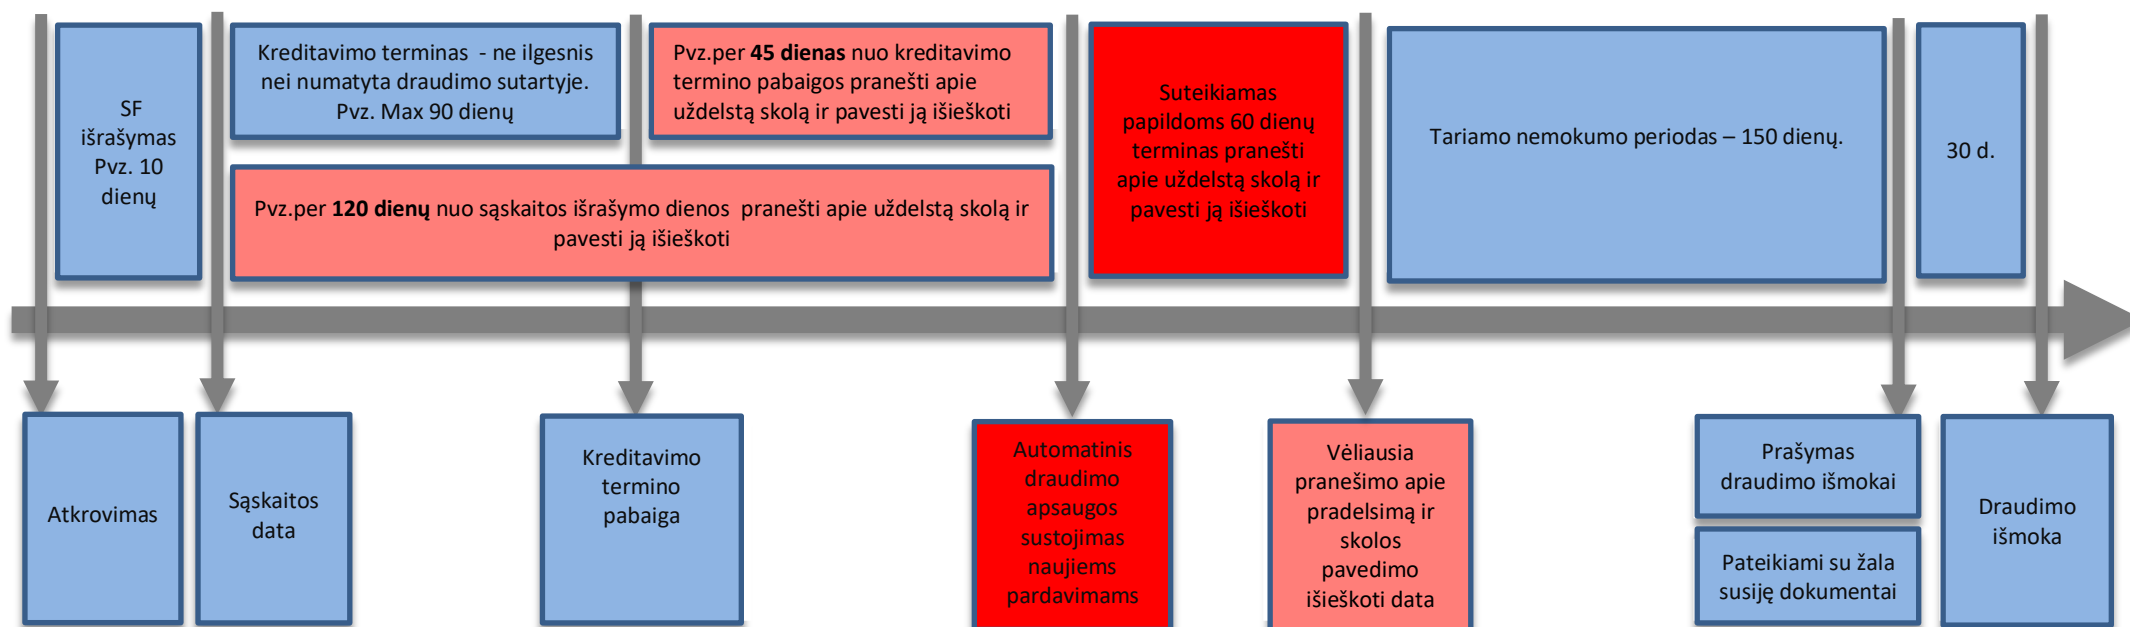 SF
išrašymas
Pvz. 10
dienų
Kreditavimo terminas - ne ilgesnis
nei numatyta draudimo sutartyje.
Pvz. Max 90 dienų
Pvz.per 45 dienas nuo kreditavimo
termino pabaigos pranešti apie
uždelstą skolą ir pavesti ją išieškoti
Pvz.per 120 dienų nuo sąskaitos išrašymo dienos pranešti apie uždelstą skolą ir
pavesti ją išieškoti
Suteikiamas
papildoms 60 dienų
terminas pranešti
apie uždelstą skolą ir
pavesti ją išieškoti
Tariamo nemokumo periodas – 150 dienų.
30 d.
Atkrovimas
Sąskaitos
data
Kreditavimo
termino
pabaiga
Automatinis
draudimo
apsaugos
sustojimas
naujiems
pardavimams
Vėliausia
pranešimo apie
pradelsimą ir
skolos
pavedimo
išieškoti data
Prašymas
draudimo išmokai
Pateikiami su žala
susiję dokumentai
Draudimo
išmoka